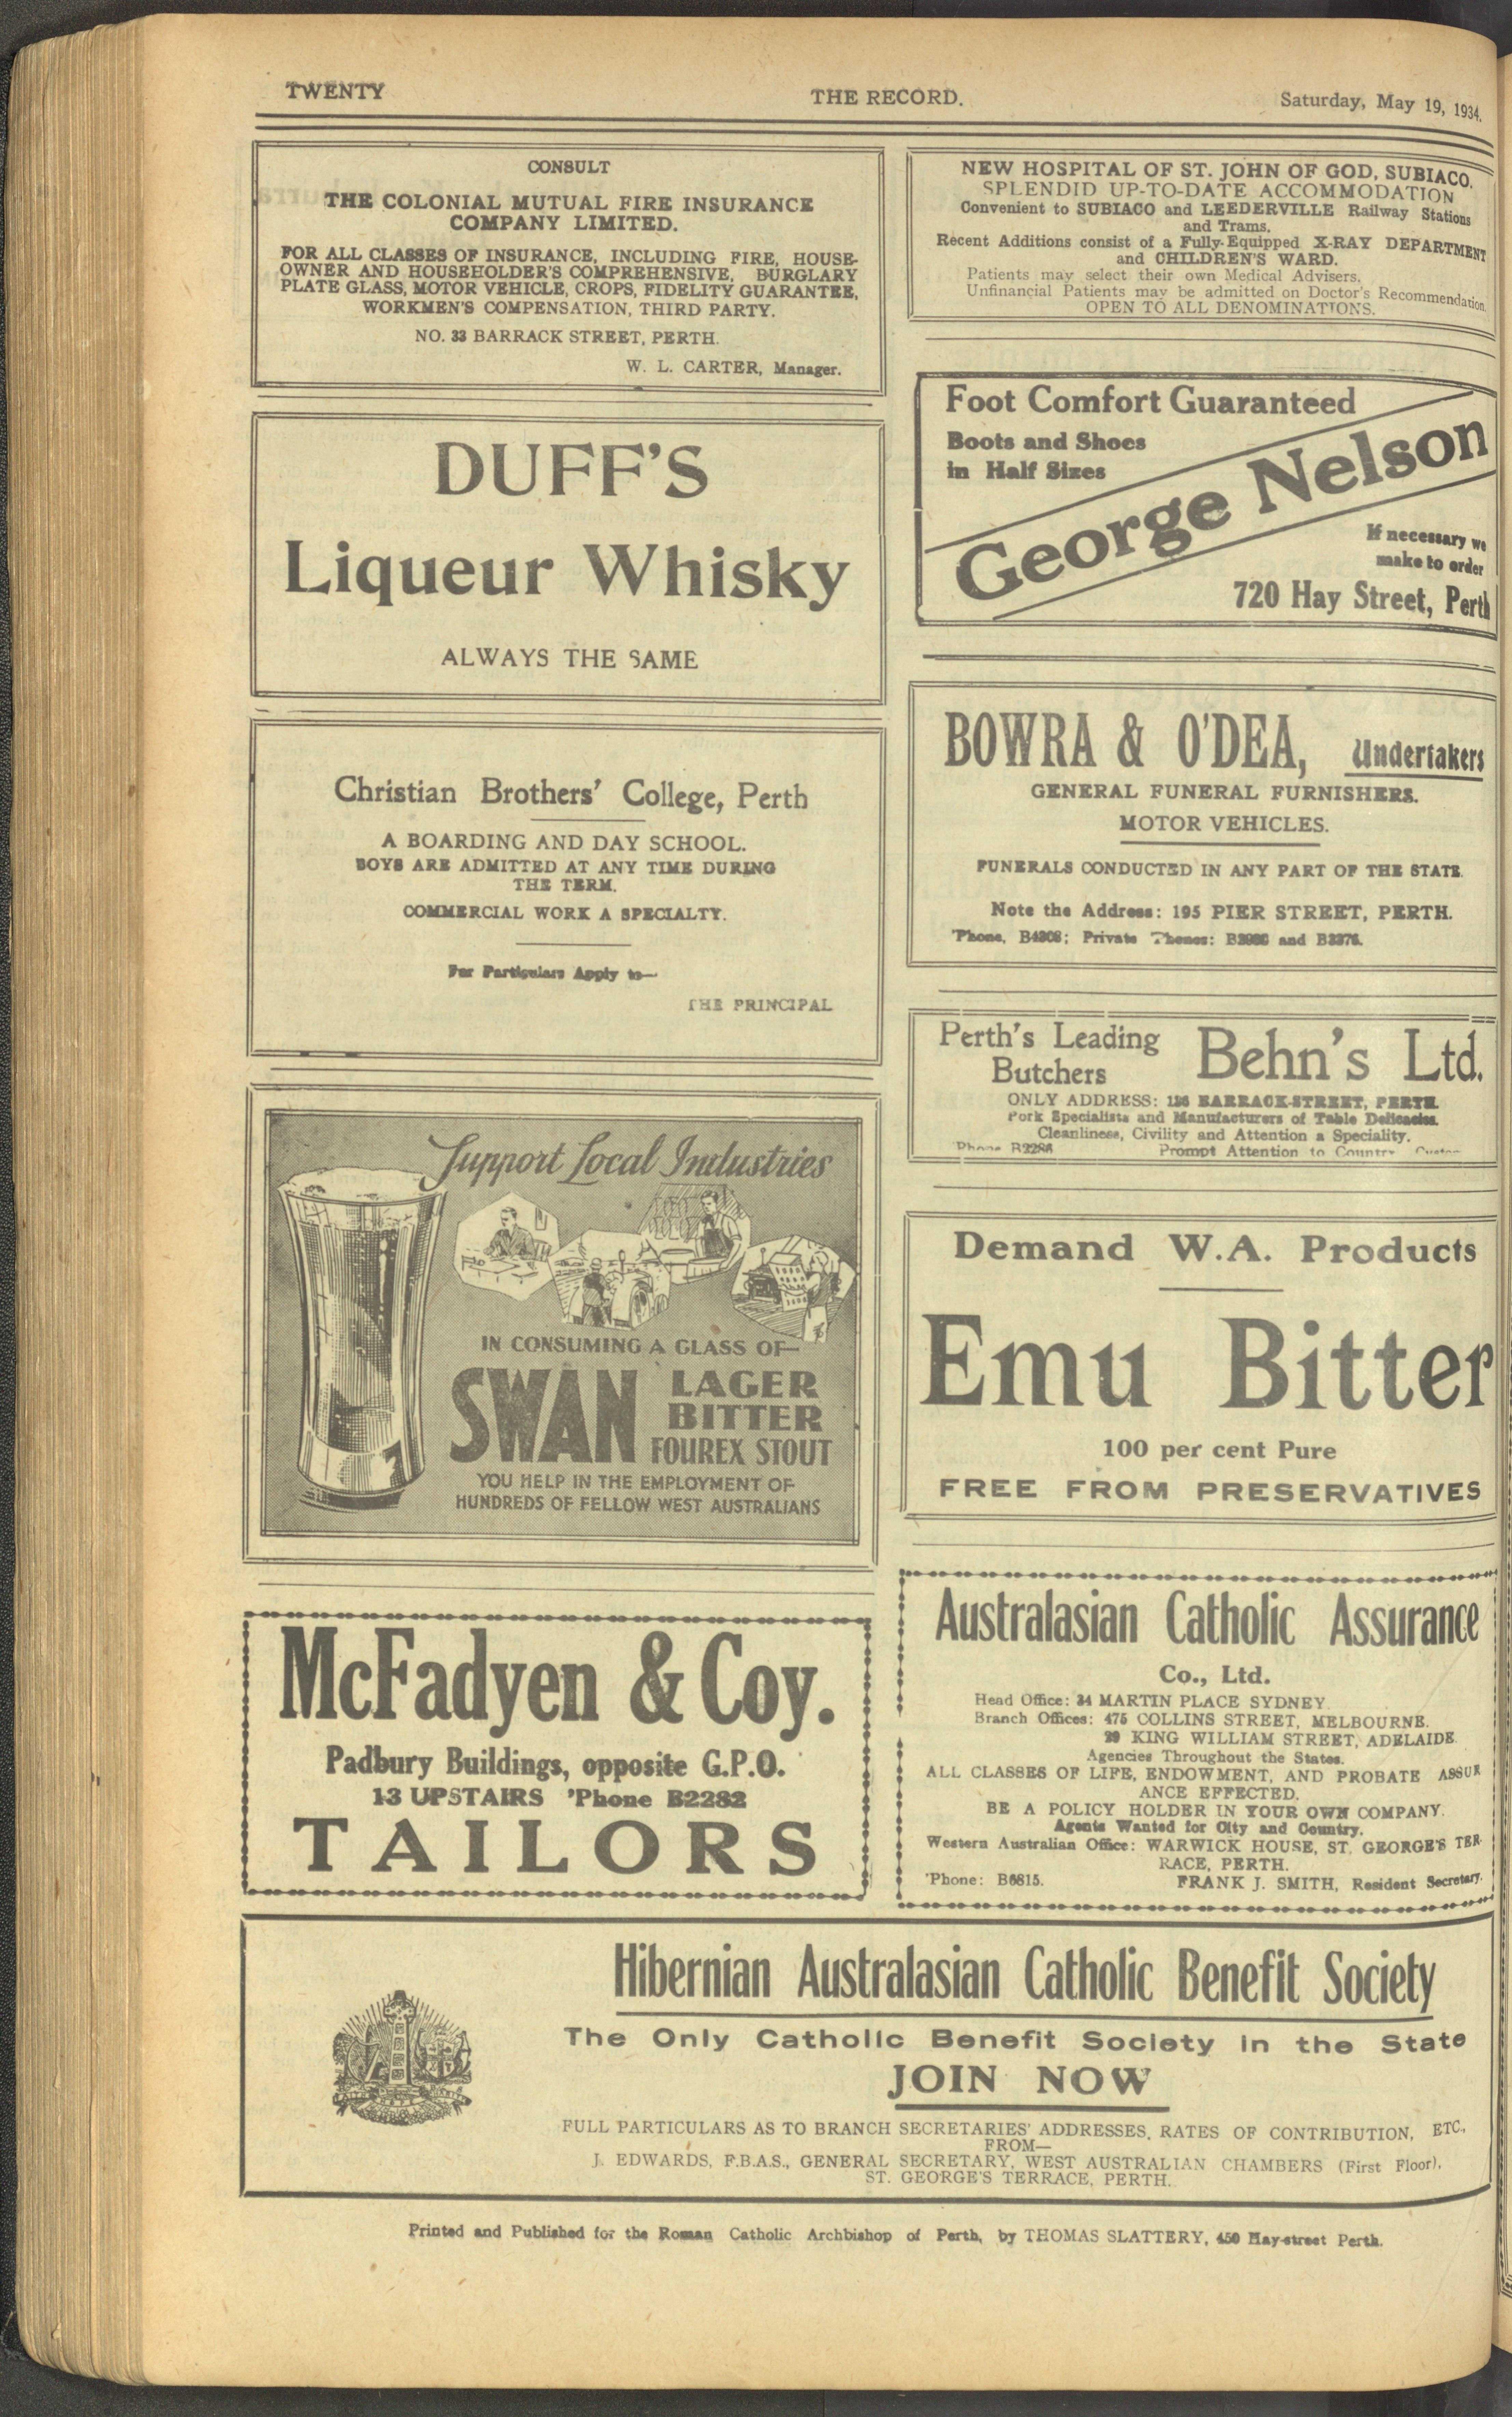 TWENTY
THE RECORD.
Saturday, May 19, 1934.
CONSULT
THE COLONIAL MUTUAL FIRE INSURANCE
COMPANY LIMITED.
FOR ALL CLASSES OF INSURANCE, INCLUDING FIRE, HOUSE-
OWNER AND HOUSEHOLDER'S COMPREHENSIVE, BURGLARY
PLATE GLASS, MOTOR VEHICLE, CROPS, FIDELITY GUARANTEE,
WORKMEN'S COMPENSATION, THIRD PARTY.
NO. 33 BARRACK STREET, PERTH.
W. L. CARTER, Manager.
DUFF'S
Liqueur Whisky
ALWAYS THE SAME
Christian Brothers' College, Perth
A BOARDING AND DAY SCHOOL.
BOYS ARE ADMITTED AT ANY TIME DURING
THE TERM.
COMMERCIAL WORK A SPECIALTY.
For Particulars Apply to—
THE PRINCIPAL
Support Local Industries
IN CONSUMING A GLASS OF—
SWAN
LAGER
BITTER
FOUREX STOUT
YOU HELP IN THE EMPLOYMENT OF
HUNDREDS OF FELLOW WEST AUSTRALIANS
McFadyen & Coy.
Padbury Buildings, opposite G.P.O.
13 UPSTAIRS 'Phone B2282
TAILORS
NEW HOSPITAL OF ST. JOHN OF GOD, SUBIACO.
SPLENDID UP-TO-DATE ACCOMMODATION
Convenient to SUBIACO and LEEDERVILLE Railway Stations
and Trams.
Recent Additions consist of a Fully-Equipped X-RAY DEPARTMENT
and CHILDREN'S WARD.
Patients may select their own Medical Advisers.
Unfinancial Patients may be admitted on Doctor's Recommendation.
OPEN TO ALL DENOMINATIONS.
Foot Comfort Guaranteed
Boots and Shoes
in Half Sizes
George Nelson
If necessary we
make to order
720 Hay Street, Perth
BOWRA & O'DEA, Undertakers
GENERAL FUNERAL FURNISHERS.
MOTOR VEHICLES.
FUNERALS CONDUCTED IN ANY PART OF THE STATE.
Note the Address: 195 PIER STREET, PERTH.
'Phone, B4308; Private 'Phones: and B3376.
Perth's Leading
Butchers
Behn's Ltd.
ONLY ADDRESS: BARRACK-STREET, PERTH.
Pork Specialists and Manufacturers of Table Delicacies.
Cleanliness, Civility and Attention a Speciality.
Phone B2286 Prompt Attention to Country
Demand W.A. Products
Emu Bitter
100 per cent Pure
FREE FROM PRESERVATIVES
Australasian Catholic Assurance
Co., Ltd.
Head Office: 34 MARTIN PLACE SYDNEY.
Branch Offices: 475 COLLINS STREET, MELBOURNE.
29 KING WILLIAM STREET, ADELAIDE.
Agencies Throughout the States.
ALL CLASSES OF LIFE, ENDOWMENT, AND PROBATE ASSUR
ANCE EFFECTED.
BE A POLICY HOLDER IN YOUR OWN COMPANY.
Agents Wanted for City and Country.
Western Australian Office: WARWICK HOUSE, ST. GEORGE'S TER-
RACE, PERTH.
'Phone: B6815. FRANK J. SMITH, Resident Secretary.
Hibernian Australasian Catholic Benefit Society
The Only Catholic Benefit Society in the State
JOIN NOW
FULL PARTICULARS AS TO BRANCH SECRETARIES' ADDRESSES, RATES OF CONTRIBUTION, ETC.,
FROM—
J. EDWARDS, F.B.A.S., GENERAL SECRETARY, WEST AUSTRALIAN CHAMBERS (First Floor),
ST. GEORGE'S TERRACE, PERTH.
Printed and Published for the Roman Catholic Archbishop of Perth, by THOMAS SLATTERY, 450 Hay-street Perth.